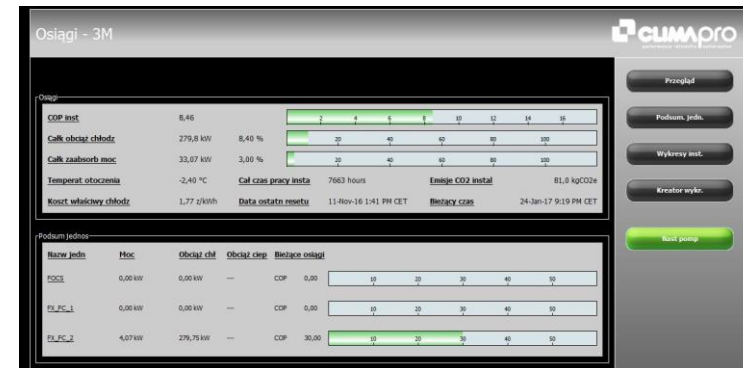 Osiągi - 3M
CLIMAPRO
Osiągi
COP inst 8,46 2 4 6 8 10 12 14 16
Całk obciąż chłodz 279,8 kW 8,40 % 20 40 60 80 100
Całk zaabsorb moc 33,07 kW 3,00 % 20 40 60 80 100
Temperat otoczenia -2,40 °C Cał czas pracy insta 7663 hours Emisje CO2 instal 81,0 kgCO2e
Koszt właściwy chłodz 1,77 z/kWh Data ostatn resetu 11-Nov-16 1:41 PM CET Bieżący czas 24-Jan-17 9:19 PM CET
Podsum jednos
Nazw jedn Moc Obciąż chł Obciąż ciep Bieżące osiągi
FOCS 0,00 kW 0,00 kW --- COP 0,00 10 20 30 40 50
FX_FC_1 0,00 kW 0,00 kW --- COP 0,00 10 20 30 40 50
FX_FC_2 4,07 kW 279,75 kW --- COP 30,00 10 20 30 40 50
Przegląd
Podsum. jedn.
Wykresy inst.
Kreator wykr.
Nast pomp